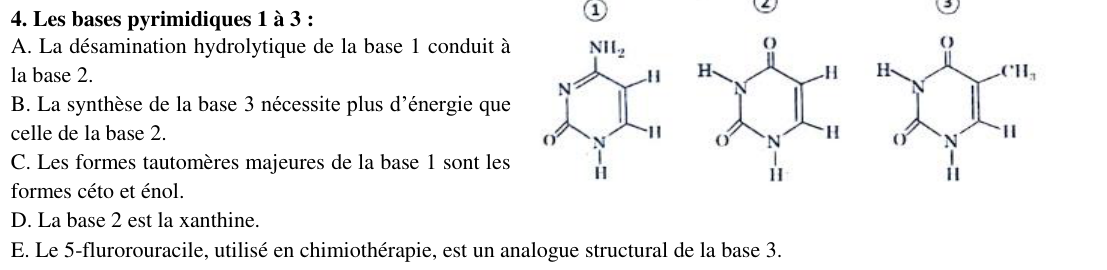 4. Les bases pyrimidiques 1 à 3 :
① ② ③
A. La désamination hydrolytique de la base 1 conduit à
la base 2.
B. La synthèse de la base 3 nécessite plus d'énergie que
celle de la base 2.
C. Les formes tautomères majeures de la base 1 sont les
formes céto et énol.
D. La base 2 est la xanthine.
E. Le 5-flurorouracile, utilisé en chimiothérapie, est un analogue structural de la base 3.
NH₂ O O
N H H N H H N CH₃
O N H O N H O N H
H H H